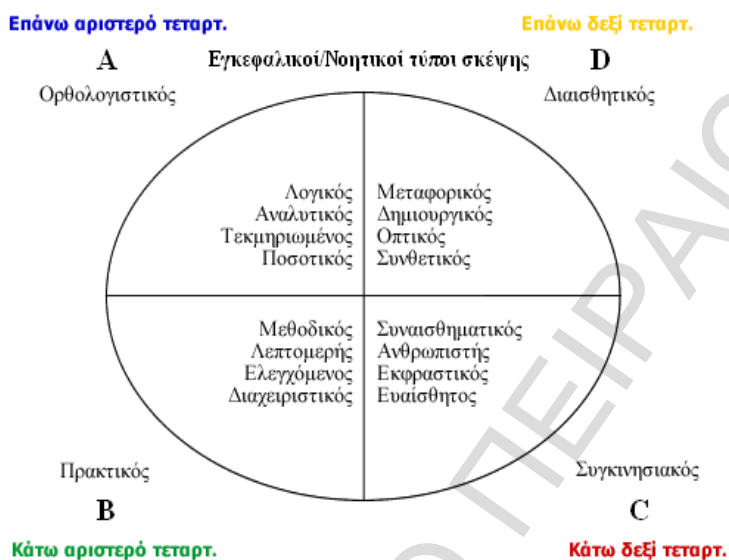 Επάνω αριστερό τεταρτ.
Επάνω δεξί τεταρτ.
A
Εγκεφαλικοί/Νοητικοί τύποι σκέψης
D
Ορθολογιστικός
Διαισθητικός
Λογικός
Αναλυτικός
Τεκμηριωμένος
Ποσοτικός
Μεταφορικός
Δημιουργικός
Οπτικός
Συνθετικός
Μεθοδικός
Λεπτομερής
Ελεγχόμενος
Διαχειριστικός
Συναισθηματικός
Ανθρωπιστής
Εκφραστικός
Ευαίσθητος
Πρακτικός
Συγκινησιακός
B
C
Κάτω αριστερό τεταρτ.
Κάτω δεξί τεταρτ.